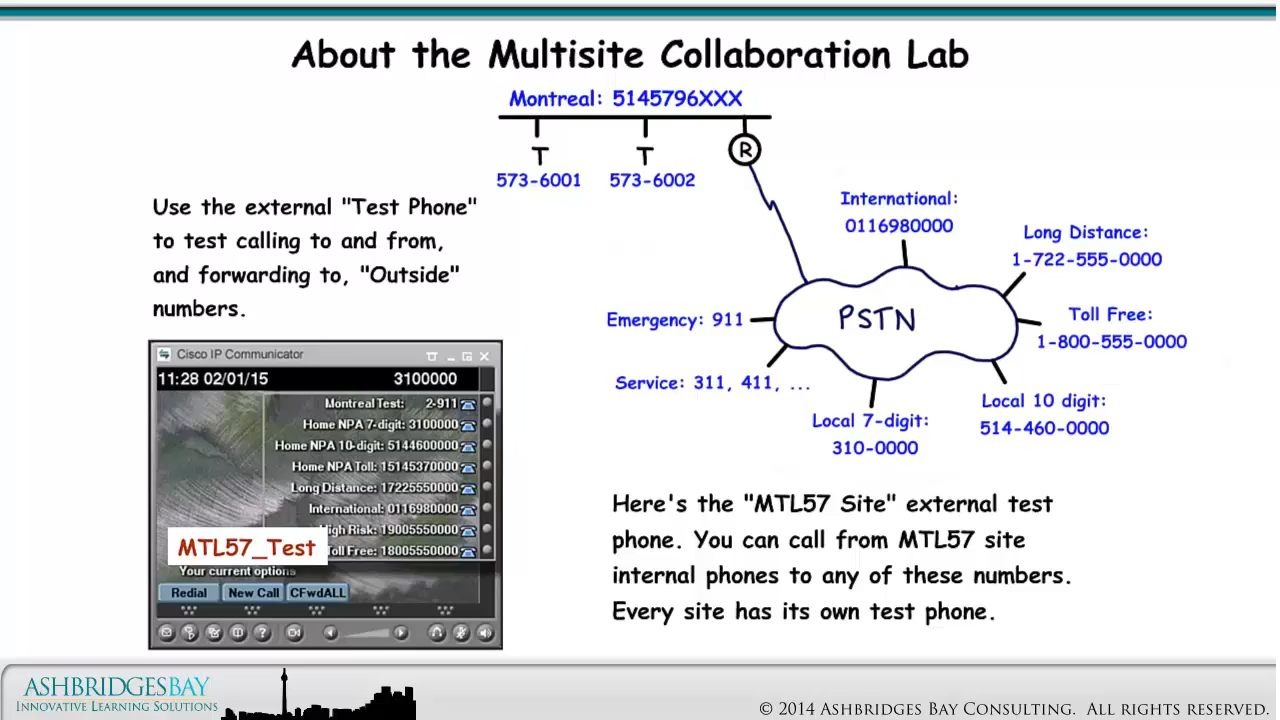 About the Multisite Collaboration Lab
Montreal: 5145796XXX
T
T
R
573-6001
573-6002
Use the external "Test Phone"
to test calling to and from,
and forwarding to, "Outside"
numbers.
International:
0116980000
Long Distance:
1-722-555-0000
Emergency: 911
PSTN
Toll Free:
1-800-555-0000
Service: 311, 411, ...
Local 7-digit:
310-0000
Local 10 digit:
514-460-0000
Cisco IP Communicator
11:28 02/01/15 3100000
Montreal Test: 2-911
Home NPA 7-digit: 3100000
Home NPA 10-digit: 5144600000
Home NPA Toll: 15145370000
Long Distance: 17225550000
International: 0116980000
High Risk: 19005550000
MTL57_Test
Toll Free: 18005550000
Your current options
Redial New Call CFwdALL
Here's the "MTL57 Site" external test
phone. You can call from MTL57 site
internal phones to any of these numbers.
Every site has its own test phone.
ASHBRIDGESBAY
INNOVATIVE LEARNING SOLUTIONS
© 2014 ASHBRIDGES BAY CONSULTING. ALL RIGHTS RESERVED.